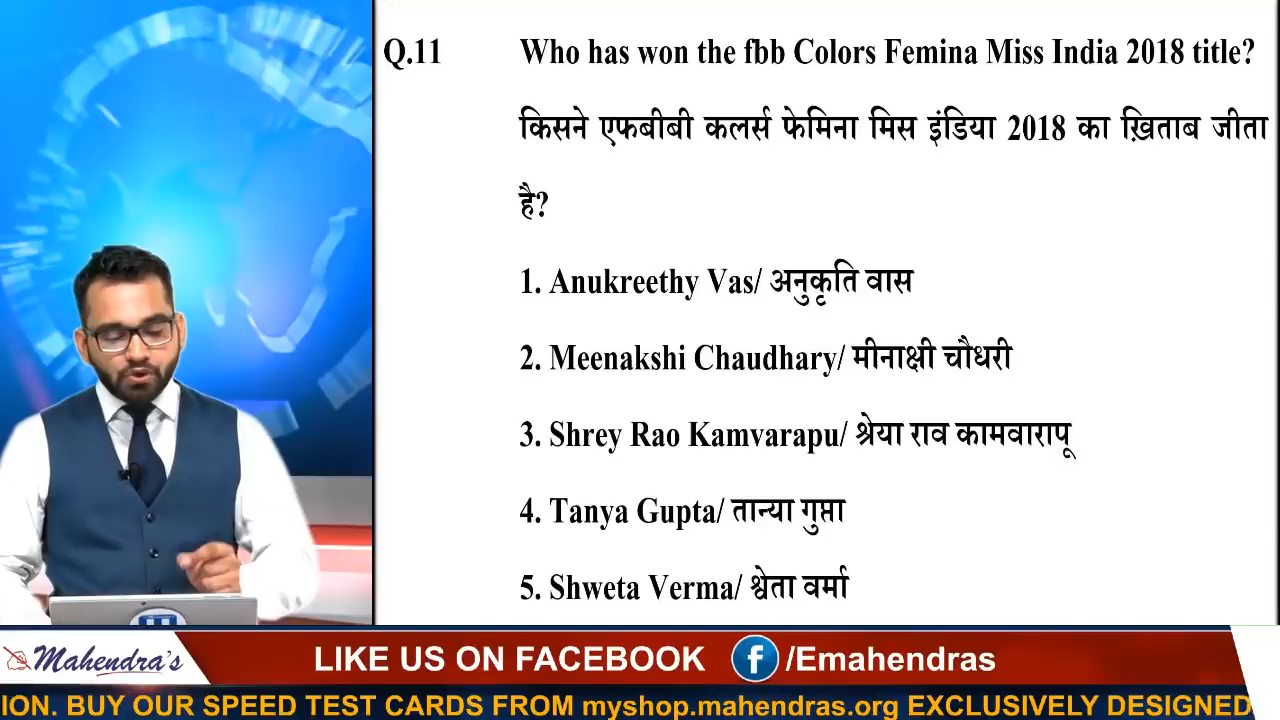 Q.11 Who has won the fbb Colors Femina Miss India 2018 title?
किसने एफबीबी कलर्स फेमिना मिस इंडिया 2018 का ख़िताब जीता
है?
1. Anukreethy Vas/ अनुकृति वास
2. Meenakshi Chaudhary/ मीनाक्षी चौधरी
3. Shrey Rao Kamvarapu/ श्रेया राव कामवारापू
4. Tanya Gupta/ तान्या गुप्ता
5. Shweta Verma/ श्वेता वर्मा
Mahendra's LIKE US ON FACEBOOK f /Emahendras
ION. BUY OUR SPEED TEST CARDS FROM myshop.mahendras.org EXCLUSIVELY DESIGNED